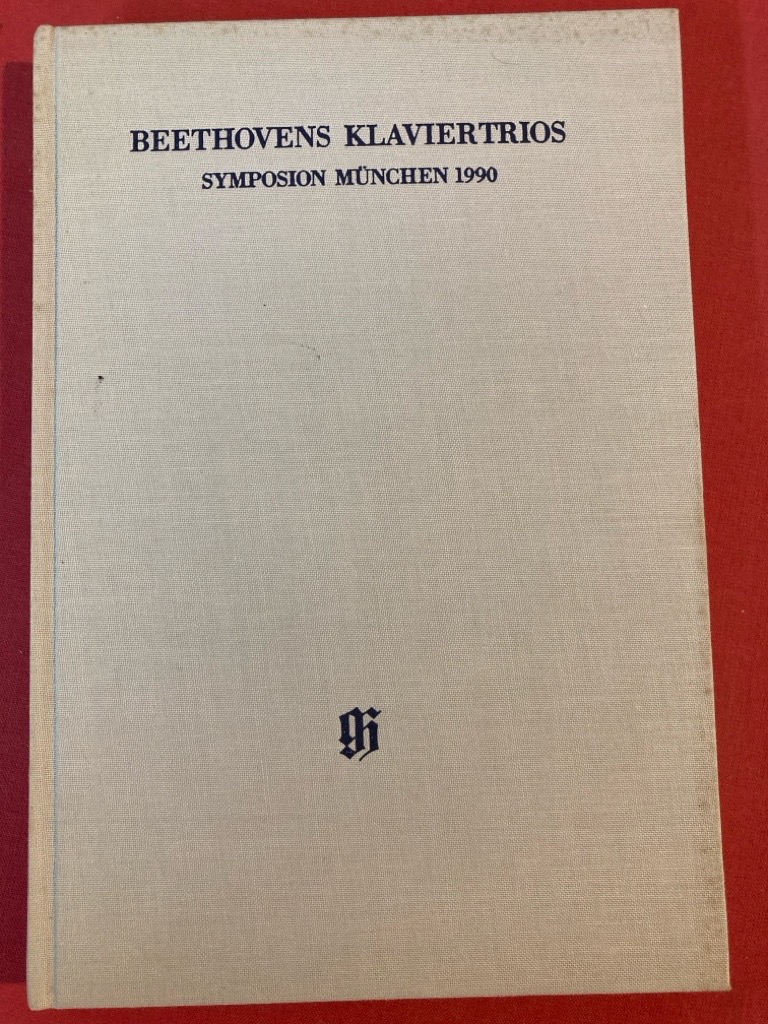 BEETHOVENS KLAVIERTRIOS
SYMPOSION MÜNCHEN 1990